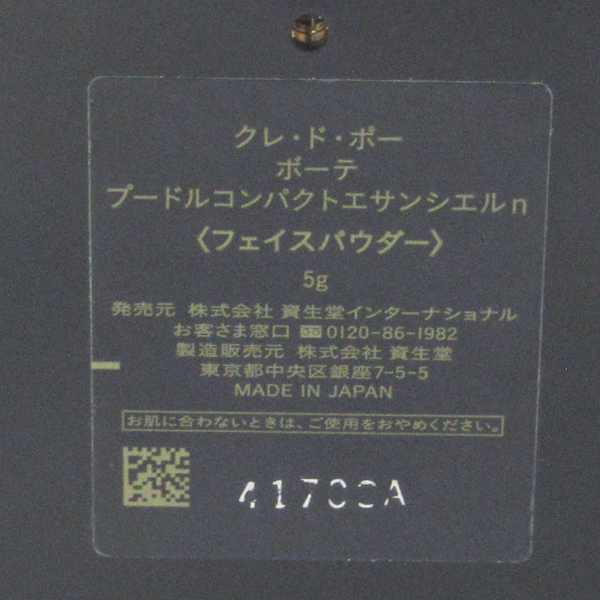 クレ・ド・ポー
ボーテ
プードルコンパクトエサンシエルn
〈フェイスパウダー〉
5g
発売元 株式会社 資生堂インターナショナル
お客さま窓口 0120-86-1982
製造販売元 株式会社 資生堂
東京都中央区銀座7-5-5
MADE IN JAPAN
お肌に合わないときは、ご使用をおやめください。